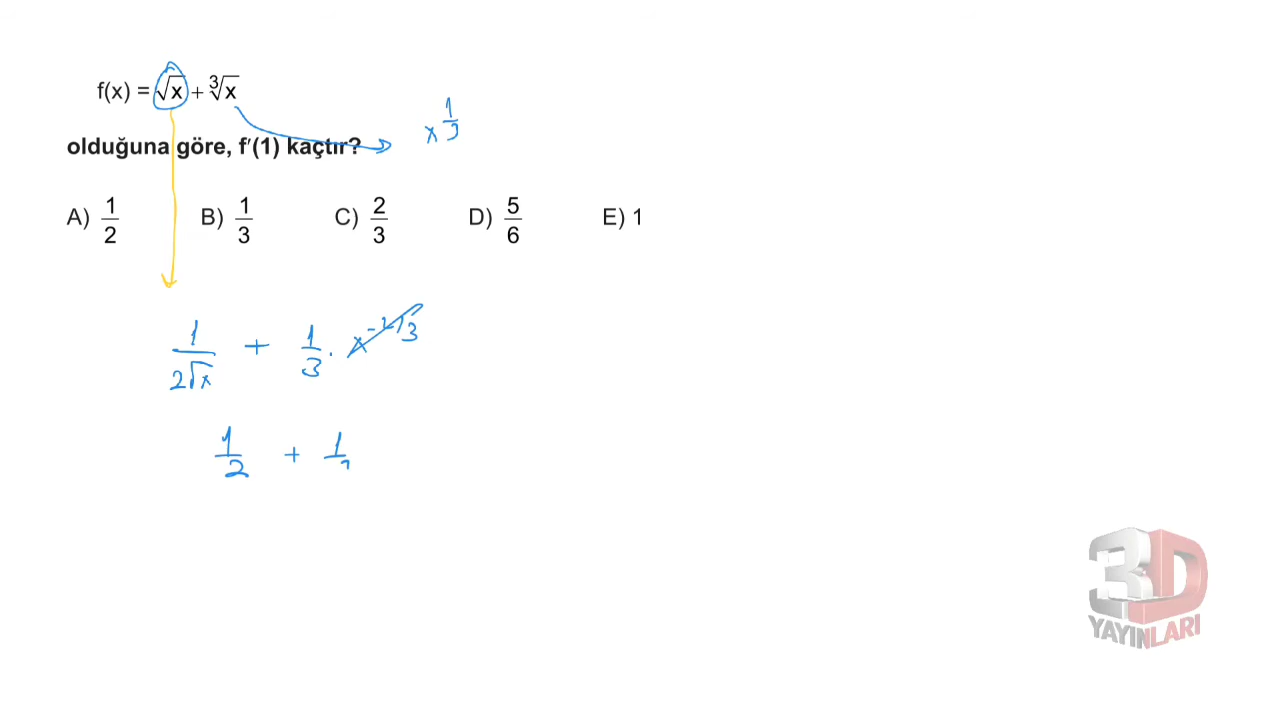 f(x) = √x + ∛x
x^(1/3)
olduğuna göre, f'(1) kaçtır?
A) 1/2 B) 1/3 C) 2/3 D) 5/6 E) 1
1/(2√x) + 1/3 . x^(-2/3)
1/2 + 1/
3D
YAYINLARI